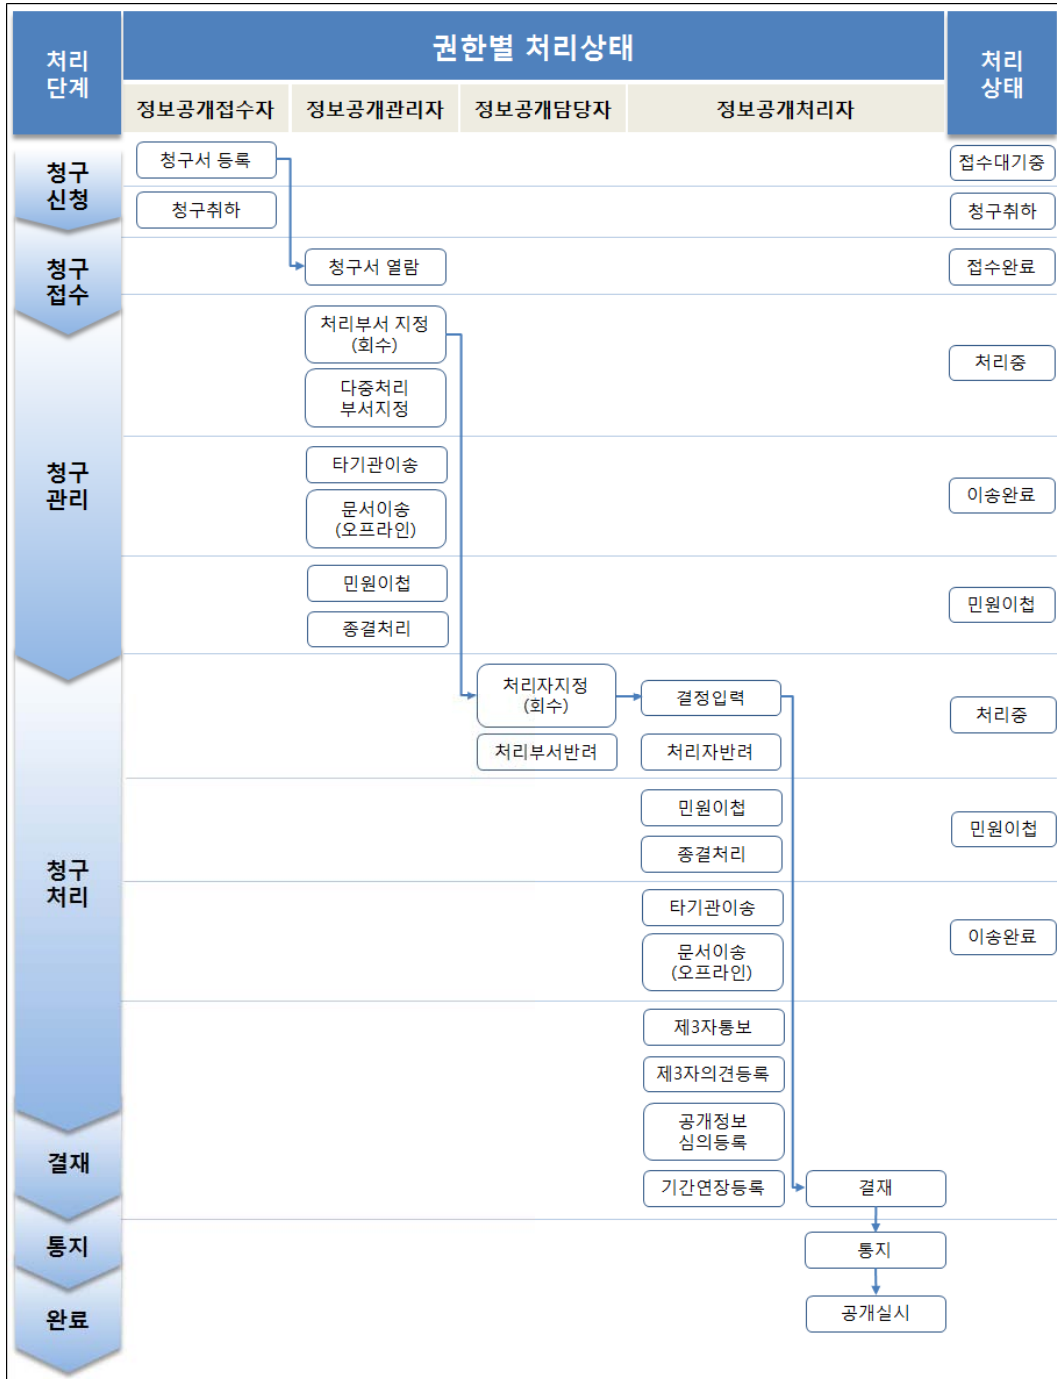 처리
단계
권한별 처리상태
처리
상태
정보공개접수자
정보공개관리자
정보공개담당자
정보공개처리자
청구
신청
청구서 등록
접수대기중
청구취하
청구취하
청구
접수
청구서 열람
접수완료
청구
관리
처리부서 지정
(회수)
다중처리
부서지정
처리중
타기관이송
문서이송
(오프라인)
이송완료
민원이첩
종결처리
민원이첩
청구
처리
처리자지정
(회수)
결정입력
처리중
처리부서반려
처리자반려
민원이첩
종결처리
민원이첩
타기관이송
문서이송
(오프라인)
이송완료
제3자통보
제3자의견등록
공개정보
심의등록
기간연장등록
결재
결재
통지
통지
완료
공개실시